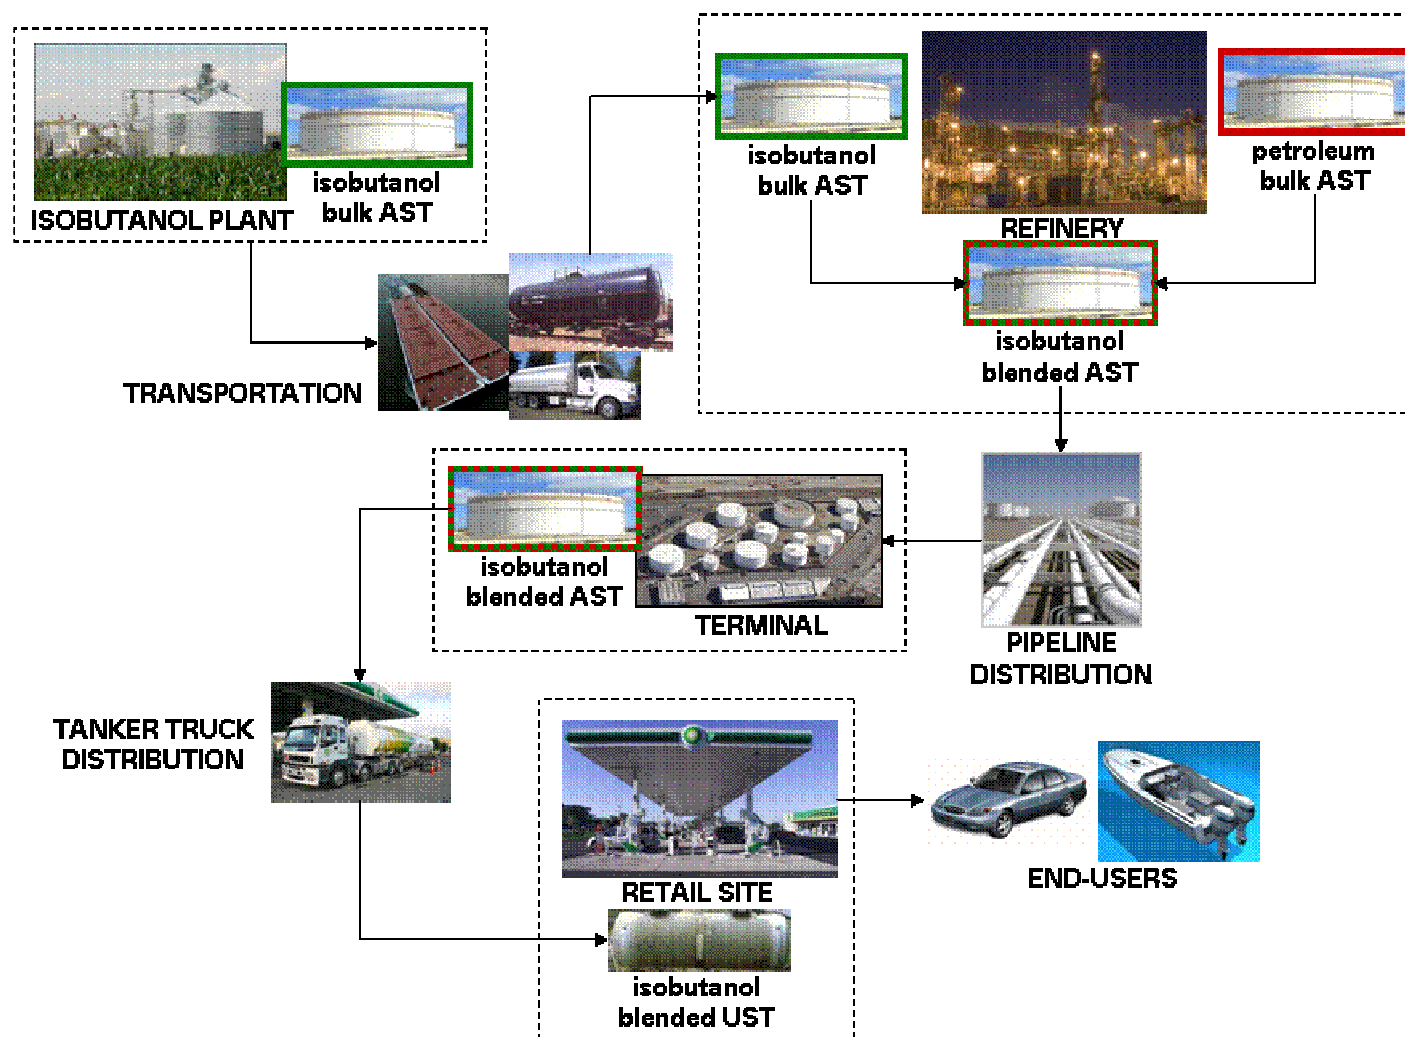 isobutanol
bulk AST
ISOBUTANOL PLANT
TRANSPORTATION
isobutanol
bulk AST
REFINERY
petroleum
bulk AST
isobutanol
blended AST
isobutanol
blended AST
TERMINAL
PIPELINE
DISTRIBUTION
TANKER TRUCK
DISTRIBUTION
RETAIL SITE
isobutanol
blended UST
END-USERS